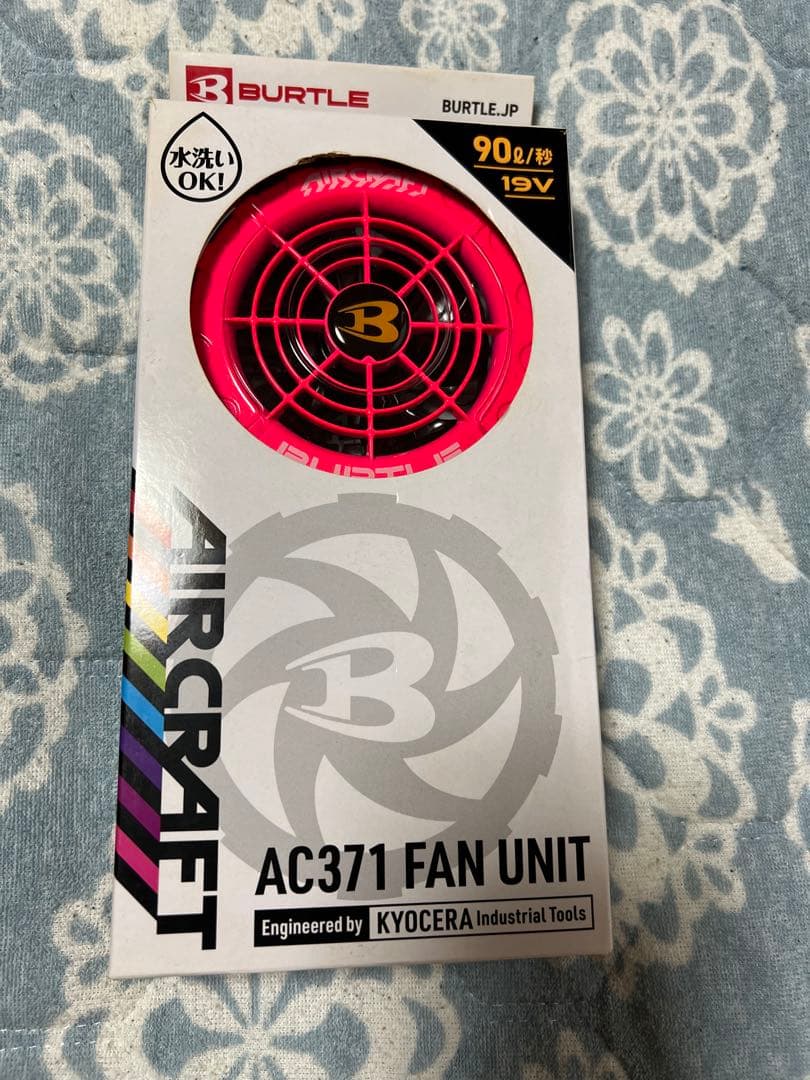 BURTLE
BURTLE.JP
水洗い
OK!
90ℓ/秒
19V
AIRCRAFT
B
BURTLE
AIRCRAFT
B
AC371 FAN UNIT
Engineered by KYOCERA Industrial Tools